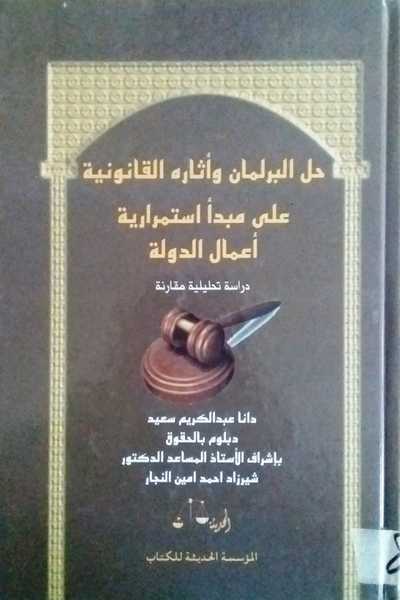 حل البرلمان وأثاره القانونية
على مبدأ استمرارية
أعمال الدولة
دراسة تحليلية مقارنة
دانا عبدالكريم سعيد
دبلوم بالحقوق
بإشراف الأستاذ المساعد الدكتور
شيرزاد احمد امين النجار
الحديثة
المؤسسة الحديثة للكتاب